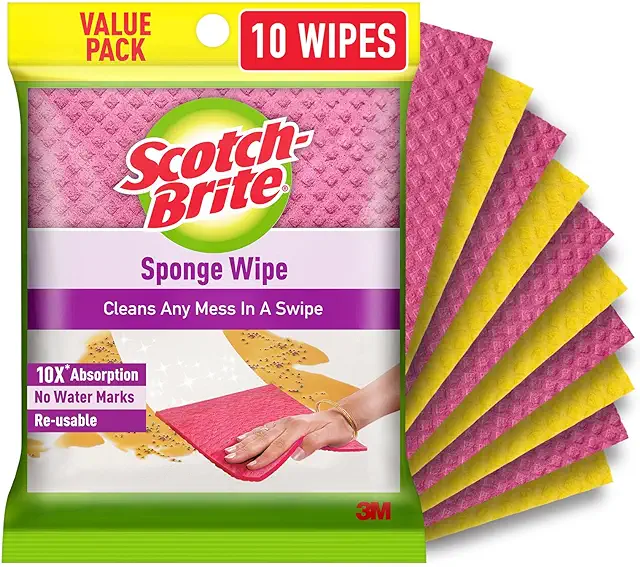 VALUE
PACK
10 WIPES
Scotch-
Brite®
Sponge Wipe
Cleans Any Mess In A Swipe
10X* Absorption
No Water Marks
Re-usable
3M